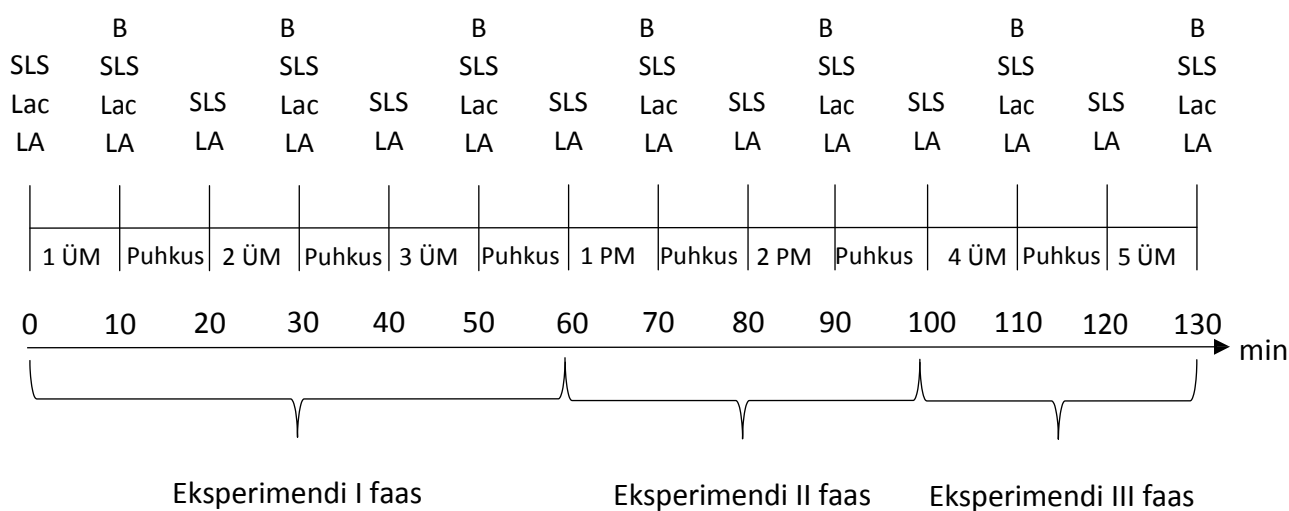 B B B B B B B
SLS SLS SLS SLS SLS SLS SLS SLS
Lac Lac SLS Lac SLS Lac SLS Lac SLS Lac SLS Lac SLS Lac
LA LA LA LA LA LA LA LA LA LA LA LA LA LA
1 ÜM Puhkus 2 ÜM Puhkus 3 ÜM Puhkus 1 PM Puhkus 2 PM Puhkus 4 ÜM Puhkus 5 ÜM
0 10 20 30 40 50 60 70 80 90 100 110 120 130
min
Eksperimendi I faas Eksperimendi II faas Eksperimendi III faas